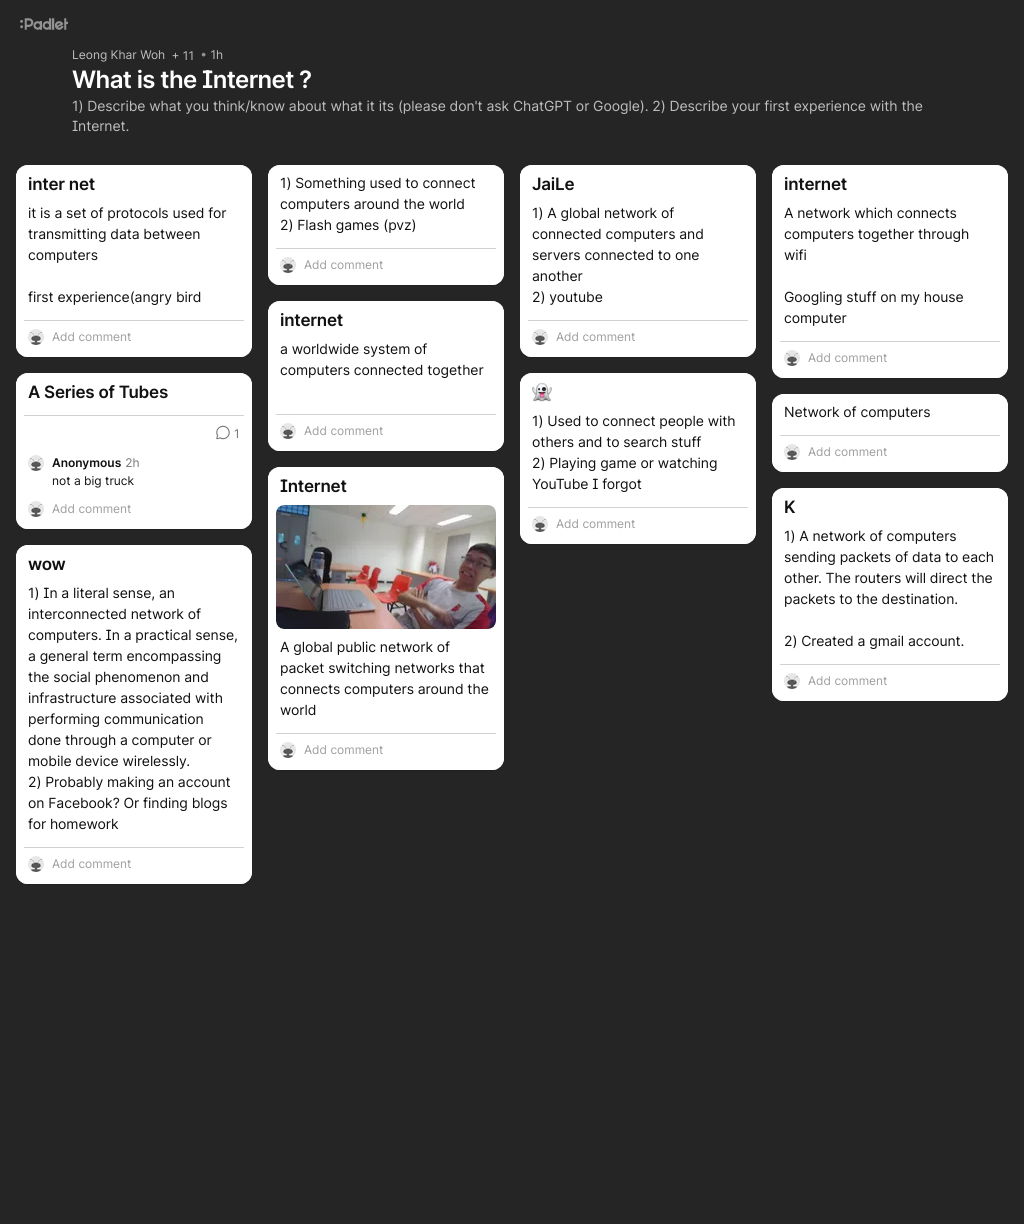 :Padlet
Leong Khar Woh + 11 • 1h
What is the Internet ?
1) Describe what you think/know about what it its (please don't ask ChatGPT or Google). 2) Describe your first experience with the
Internet.
inter net
it is a set of protocols used for
transmitting data between
computers
first experience(angry bird
Add comment
A Series of Tubes
1
Anonymous 2h
not a big truck
Add comment
wow
1) In a literal sense, an
interconnected network of
computers. In a practical sense,
a general term encompassing
the social phenomenon and
infrastructure associated with
performing communication
done through a computer or
mobile device wirelessly.
2) Probably making an account
on Facebook? Or finding blogs
for homework
Add comment
1) Something used to connect
computers around the world
2) Flash games (pvz)
Add comment
internet
a worldwide system of
computers connected together
Add comment
Internet
A global public network of
packet switching networks that
connects computers around the
world
Add comment
JaiLe
1) A global network of
connected computers and
servers connected to one
another
2) youtube
Add comment
👻
1) Used to connect people with
others and to search stuff
2) Playing game or watching
YouTube I forgot
Add comment
internet
A network which connects
computers together through
wifi
Googling stuff on my house
computer
Add comment
Network of computers
Add comment
K
1) A network of computers
sending packets of data to each
other. The routers will direct the
packets to the destination.
2) Created a gmail account.
Add comment